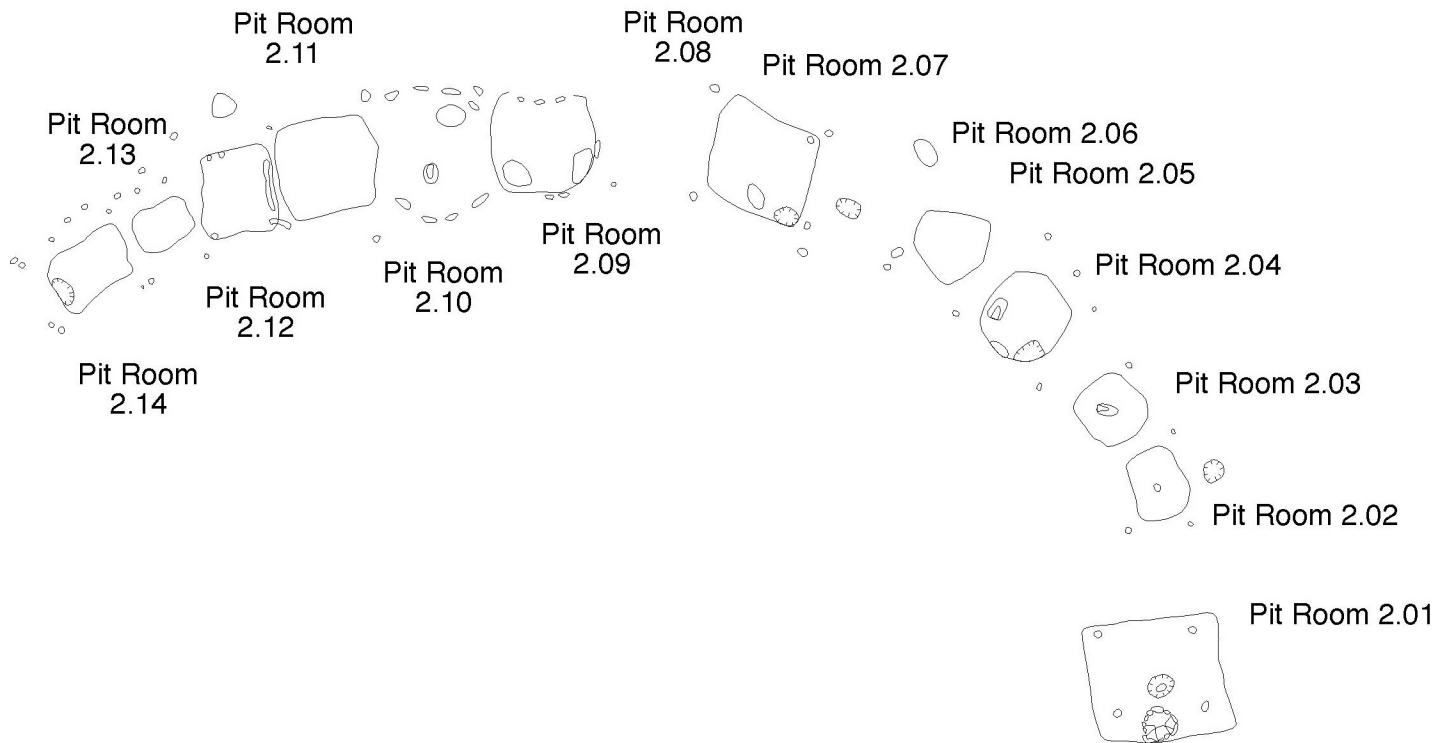 Pit Room
2.11
Pit Room
2.08
Pit Room 2.07
Pit Room
2.13
Pit Room 2.06
Pit Room 2.05
Pit Room
2.09
Pit Room 2.04
Pit Room
2.10
Pit Room
2.12
Pit Room
2.14
Pit Room 2.03
Pit Room 2.02
Pit Room 2.01